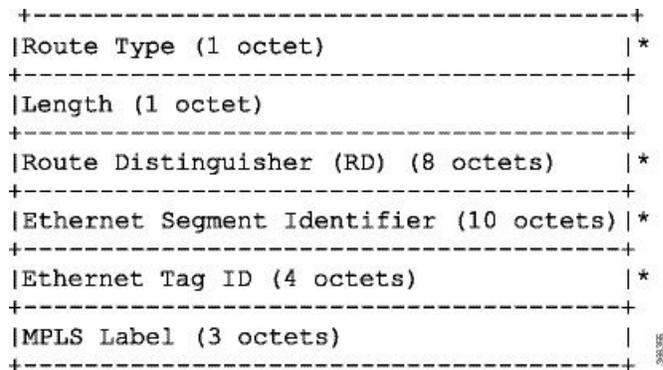 +---------------------------------------+
|Route Type (1 octet) |*
+---------------------------------------+
|Length (1 octet) |
+---------------------------------------+
|Route Distinguisher (RD) (8 octets) |*
+---------------------------------------+
|Ethernet Segment Identifier (10 octets)|*
+---------------------------------------+
|Ethernet Tag ID (4 octets) |*
+---------------------------------------+
|MPLS Label (3 octets) |
+---------------------------------------+